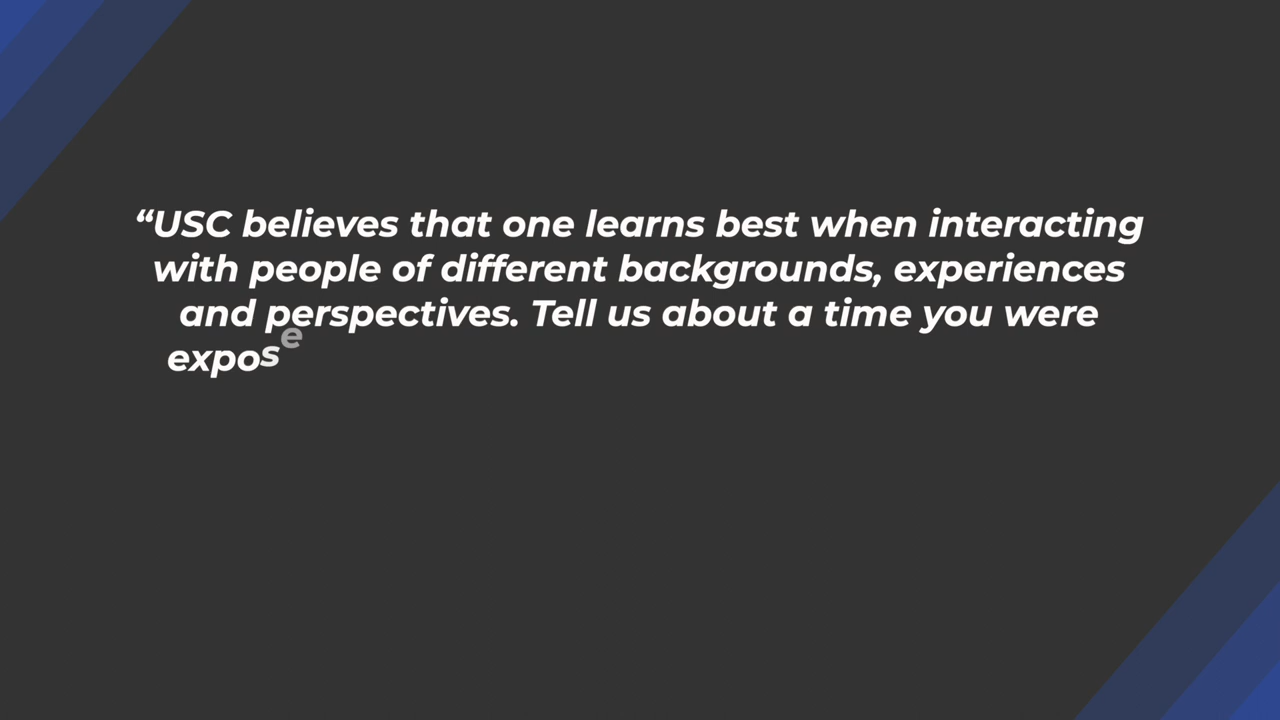 “USC believes that one learns best when interacting
with people of different backgrounds, experiences
and perspectives. Tell us about a time you were
expose